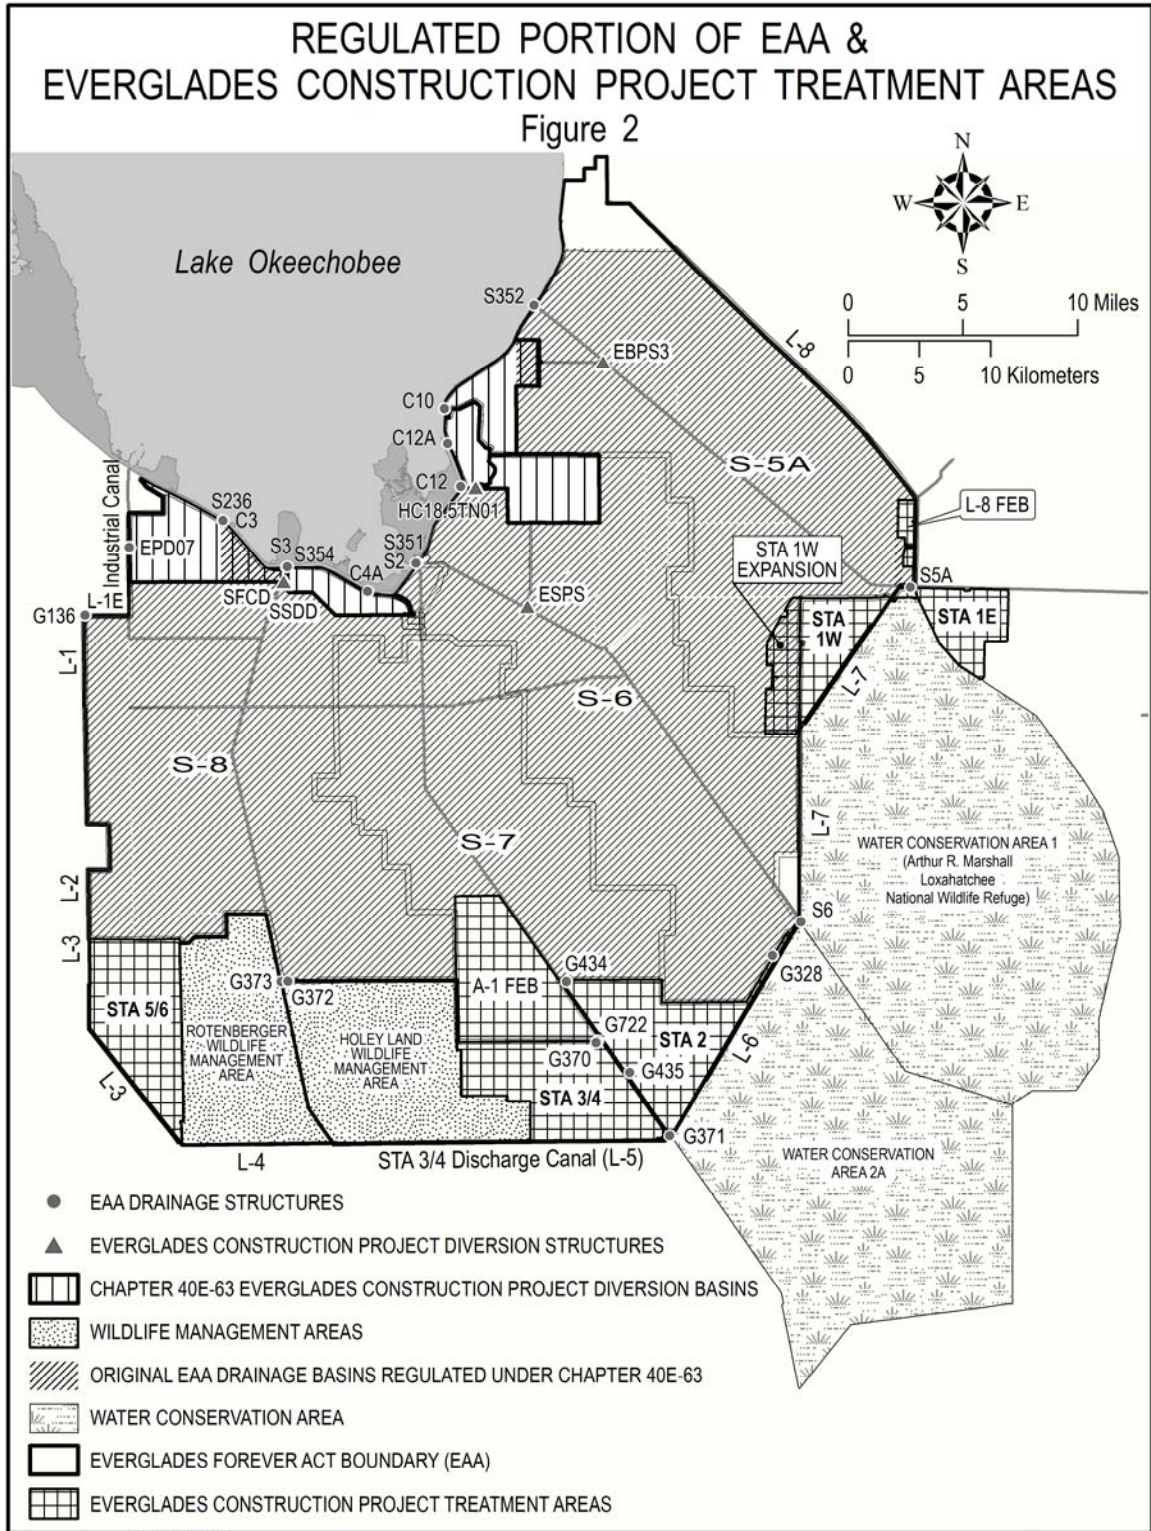 REGULATED PORTION OF EAA &
EVERGLADES CONSTRUCTION PROJECT TREATMENT AREAS
Figure 2
N
W
E
S
Lake Okeechobee
0
5
10 Miles
0
5
10 Kilometers
S352
L-8
EBPS3
C10
C12A
S-5A
C12
HC18.5TN01
Industrial Canal
S236
C3
L-8 FEB
EPD07
S3
S354
S351
S2
STA 1W
EXPANSION
C4A
S5A
L-1E
SFCD
SSDD
ESPS
G136
STA
1W
STA 1E
L-1
L-7
S-6
S-8
L-7
S-7
WATER CONSERVATION AREA 1
(Arthur R. Marshall
Loxahatchee
National Wildlife Refuge)
L-2
S6
L-3
G328
G434
G373
G372
A-1 FEB
STA 5/6
ROTENBERGER
WILDLIFE
MANAGEMENT
AREA
HOLEY LAND
WILDLIFE
MANAGEMENT
AREA
G722
STA 2
L-6
G370
G435
L-3
STA 3/4
G371
L-4
STA 3/4 Discharge Canal (L-5)
WATER CONSERVATION
AREA 2A
EAA DRAINAGE STRUCTURES
EVERGLADES CONSTRUCTION PROJECT DIVERSION STRUCTURES
CHAPTER 40E-63 EVERGLADES CONSTRUCTION PROJECT DIVERSION BASINS
WILDLIFE MANAGEMENT AREAS
ORIGINAL EAA DRAINAGE BASINS REGULATED UNDER CHAPTER 40E-63
WATER CONSERVATION AREA
EVERGLADES FOREVER ACT BOUNDARY (EAA)
EVERGLADES CONSTRUCTION PROJECT TREATMENT AREAS